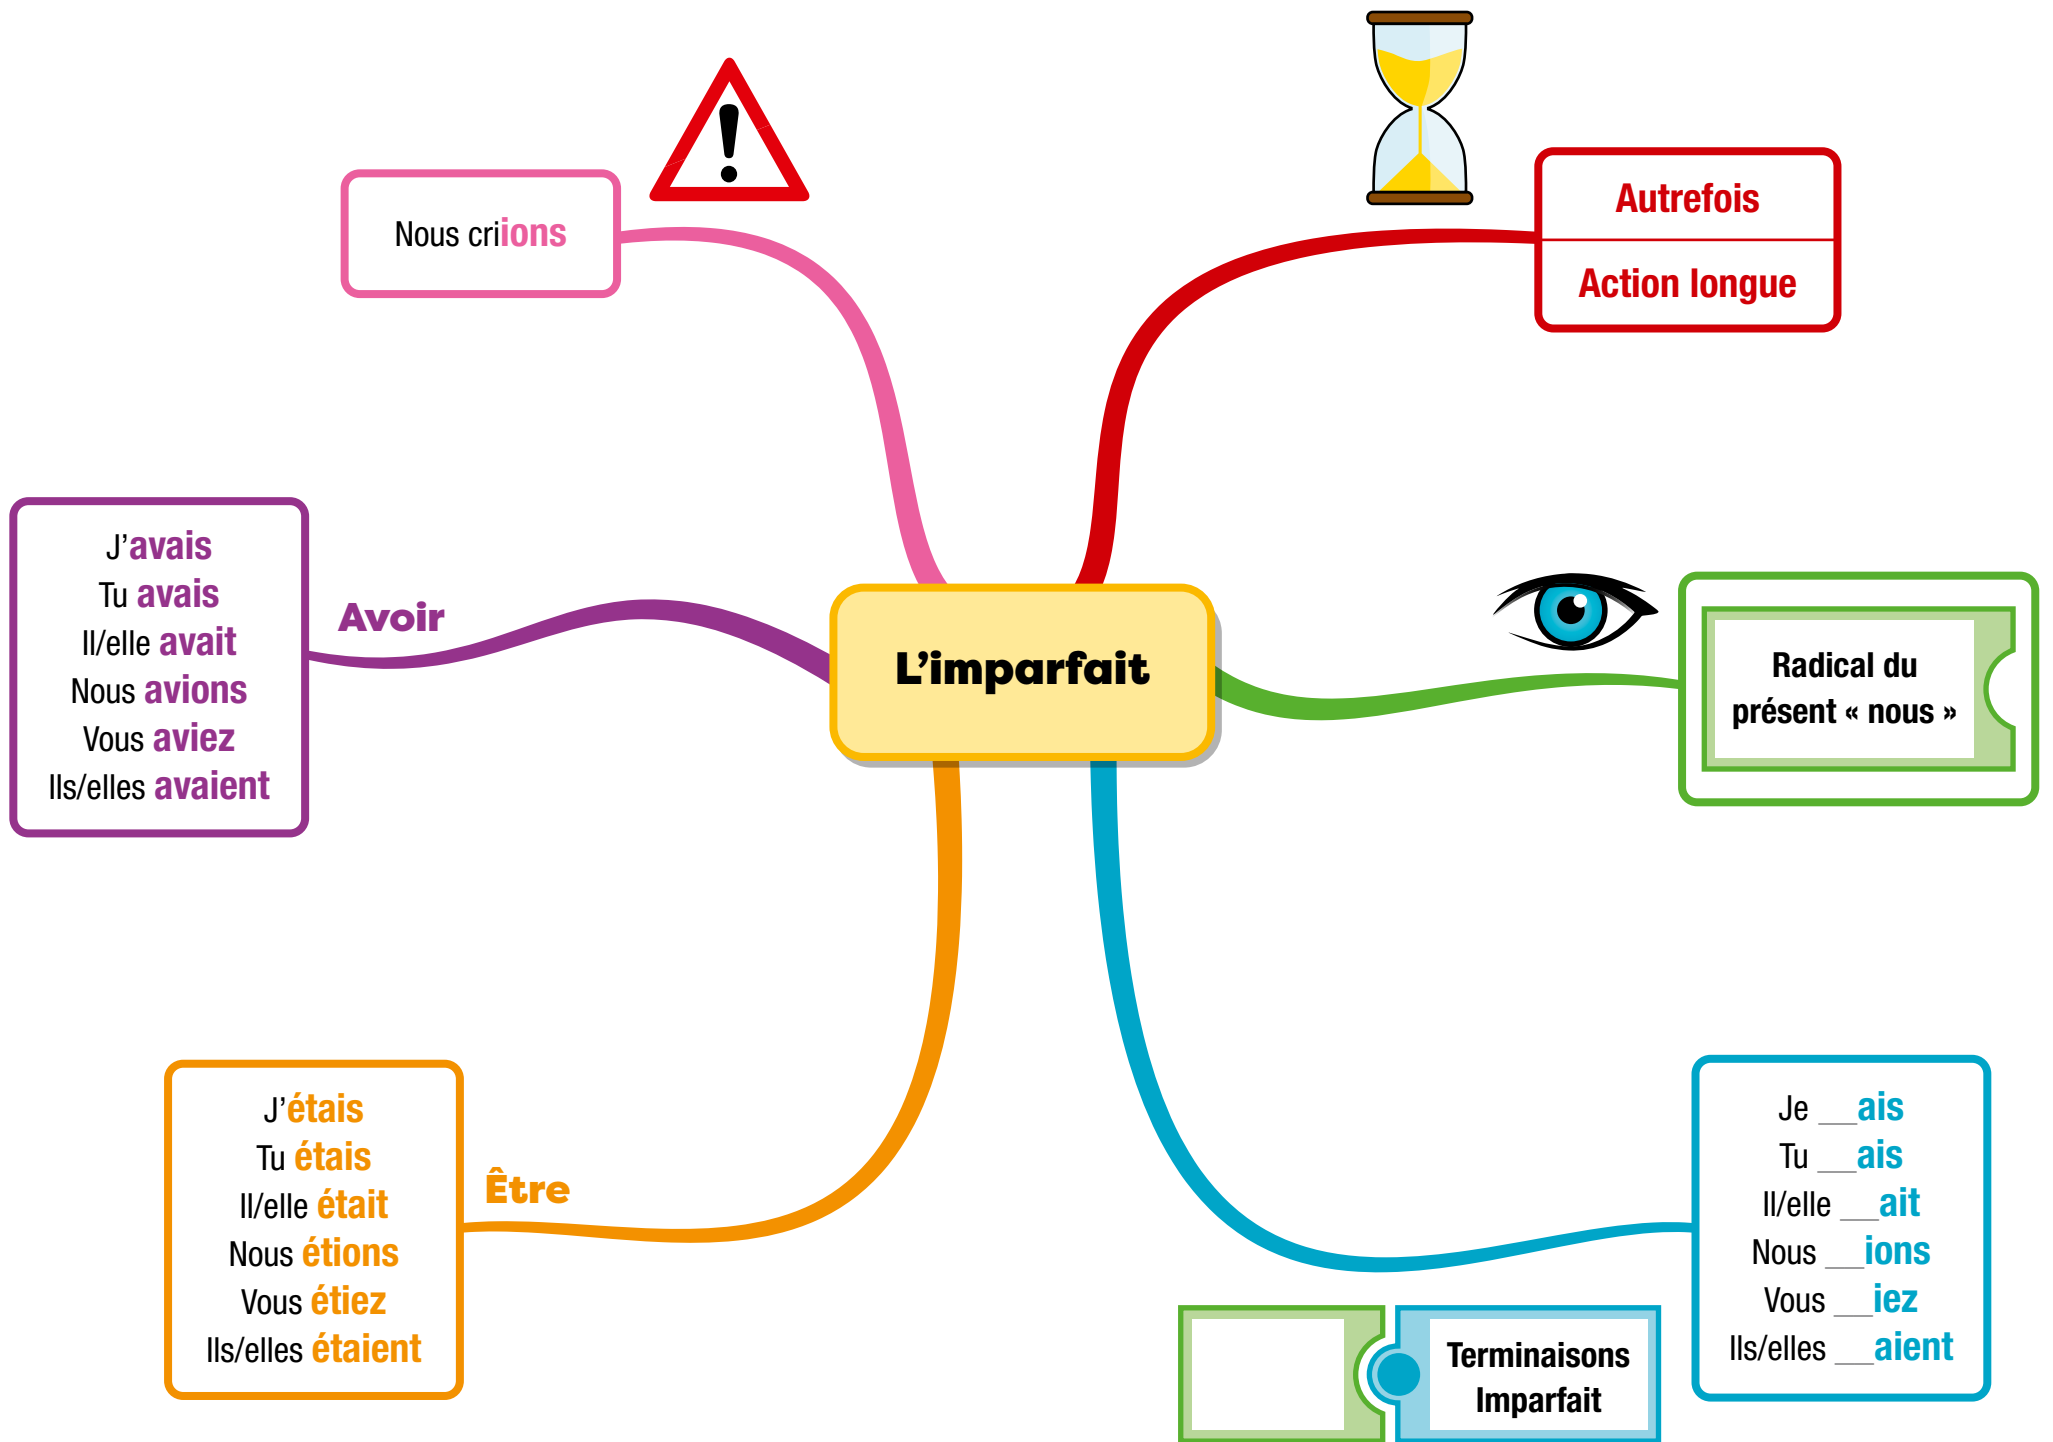 L'imparfait
Autrefois
Action longue
Radical du
présent « nous »
Je __ais
Tu __ais
Il/elle __ait
Nous __ions
Vous __iez
Ils/elles __aient
Terminaisons
Imparfait
Être
J'étais
Tu étais
Il/elle était
Nous étions
Vous étiez
Ils/elles étaient
Avoir
J'avais
Tu avais
Il/elle avait
Nous avions
Vous aviez
Ils/elles avaient
Nous criions
!